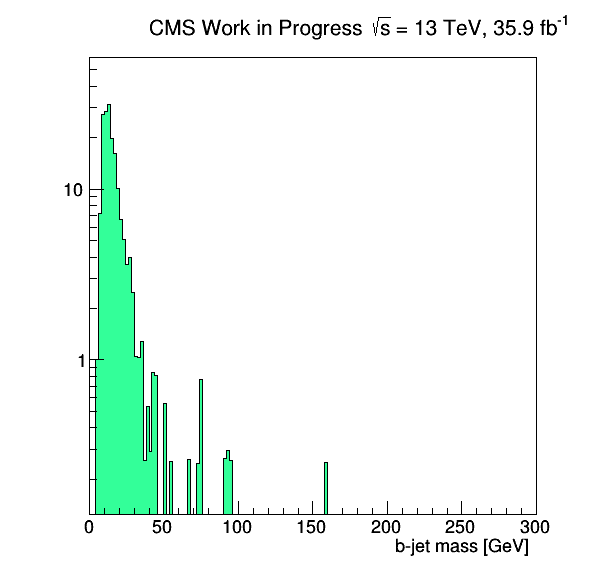 CMS Work in Progress √s = 13 TeV, 35.9 fb⁻¹
10
1
0 50 100 150 200 250 300
b-jet mass [GeV]